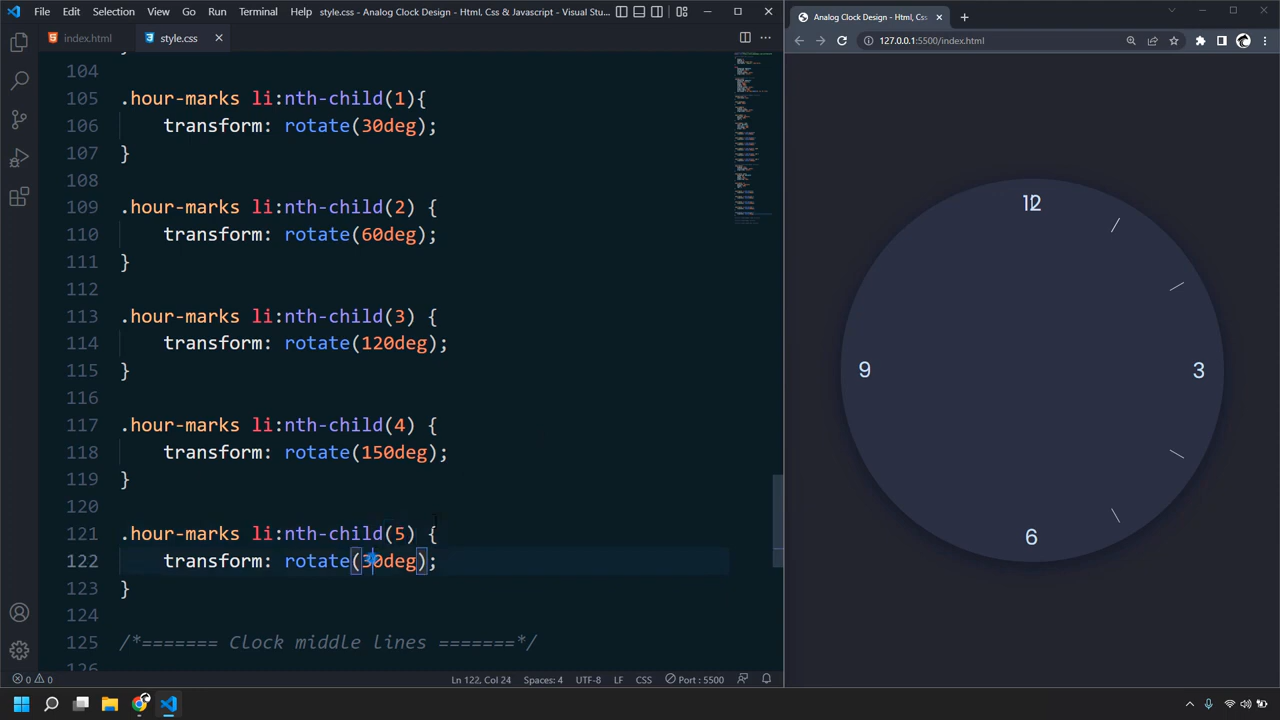 File Edit Selection View Go Run Terminal Help style.css - Analog Clock Design - Html, Css & Javascript - Visual Stu...
Analog Clock Design - Html, Css
127.0.0.1:5500/index.html
index.html style.css
104
105 .hour-marks li:nth-child(1){
106 transform: rotate(30deg);
107 }
108
109 .hour-marks li:nth-child(2) {
110 transform: rotate(60deg);
111 }
112
113 .hour-marks li:nth-child(3) {
114 transform: rotate(120deg);
115 }
116
117 .hour-marks li:nth-child(4) {
118 transform: rotate(150deg);
119 }
120
121 .hour-marks li:nth-child(5) {
122 transform: rotate(30deg);
123 }
124
125 /*======= Clock middle lines =======*/
126
12
9
3
6
0 0 Ln 122, Col 24 Spaces: 4 UTF-8 LF CSS Port : 5500